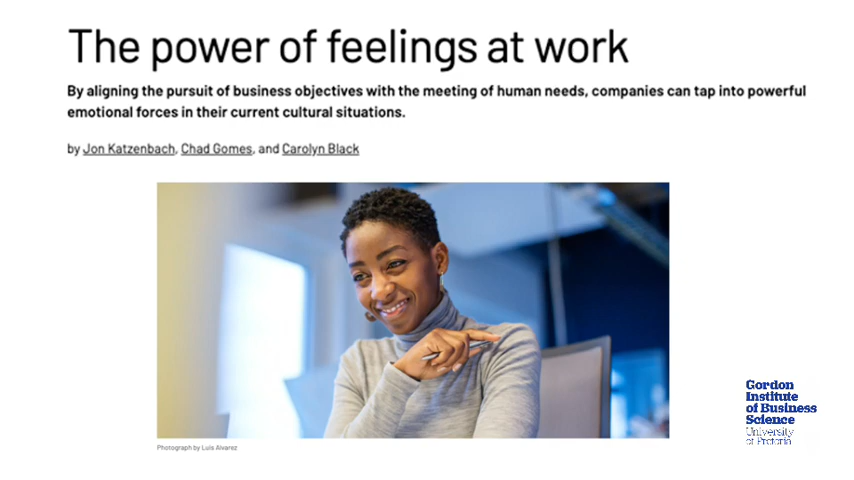 The power of feelings at work
By aligning the pursuit of business objectives with the meeting of human needs, companies can tap into powerful
emotional forces in their current cultural situations.
by Jon Katzenbach, Chad Gomes, and Carolyn Black
Photograph by Luis Alvarez
Gordon
Institute
of Business
Science
University
of Pretoria